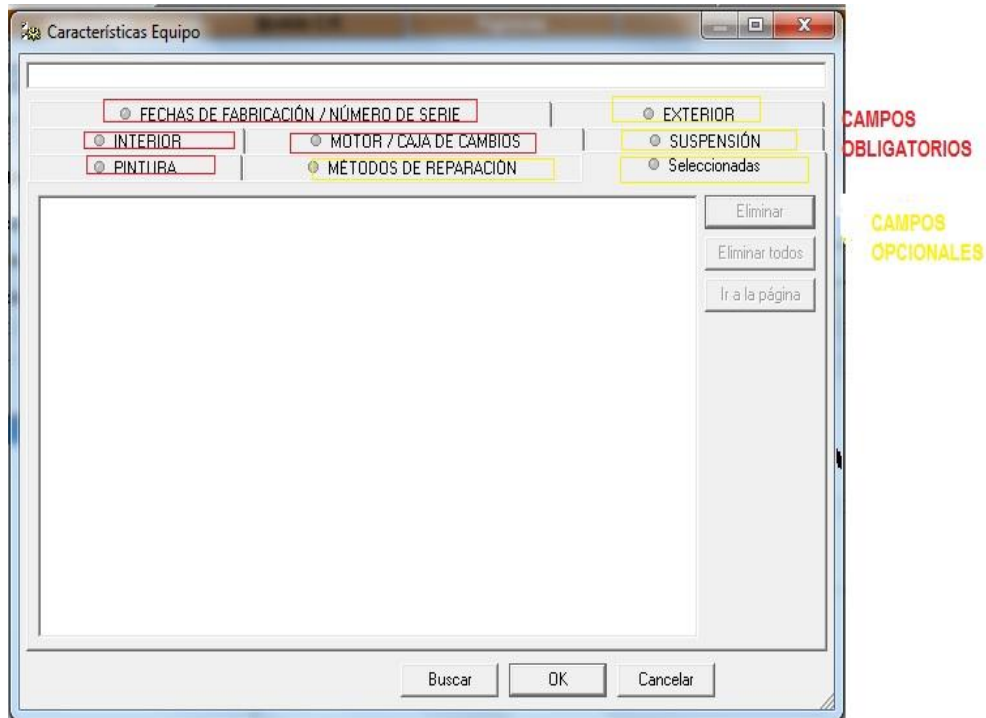 Características Equipo
FECHAS DE FABRICACIÓN / NÚMERO DE SERIE
EXTERIOR
INTERIOR
MOTOR / CAJA DE CAMBIOS
SUSPENSIÓN
PINTURA
MÉTODOS DE REPARACIÓN
Seleccionadas
CAMPOS
OBLIGATORIOS
CAMPOS
OPCIONALES
Eliminar
Eliminar todos
Ir a la página
Buscar
OK
Cancelar